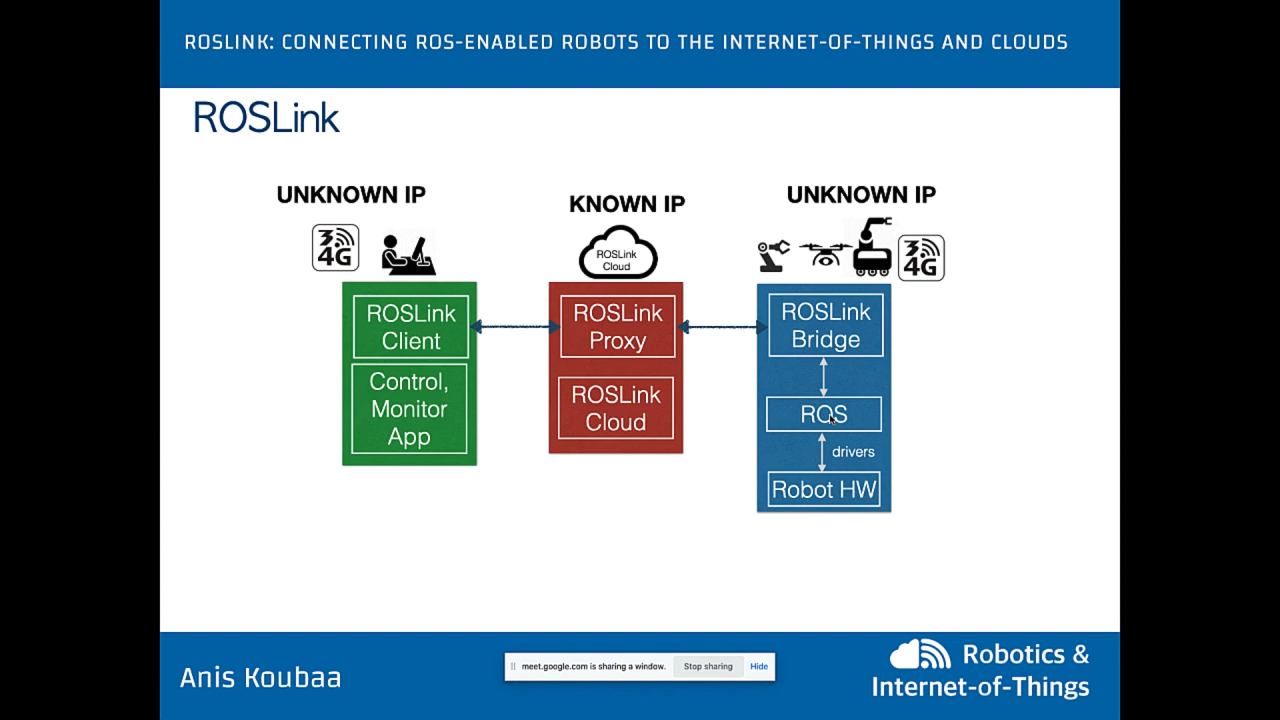 ROSLINK: CONNECTING ROS-ENABLED ROBOTS TO THE INTERNET-OF-THINGS AND CLOUDS
ROSLink
UNKNOWN IP
KNOWN IP
UNKNOWN IP
3
4G
ROSLink
Cloud
3
4G
ROSLink
Client
Control,
Monitor
App
ROSLink
Proxy
ROSLink
Cloud
ROSLink
Bridge
ROS
drivers
Robot HW
Anis Koubaa
meet.google.com is sharing a window.
Stop sharing
Hide
Robotics &
Internet-of-Things